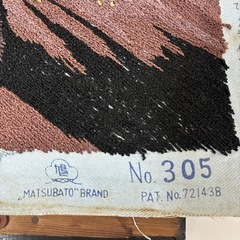 鳩
No. 305
„MATSUBATO" BRAND
PAT. No. 721438